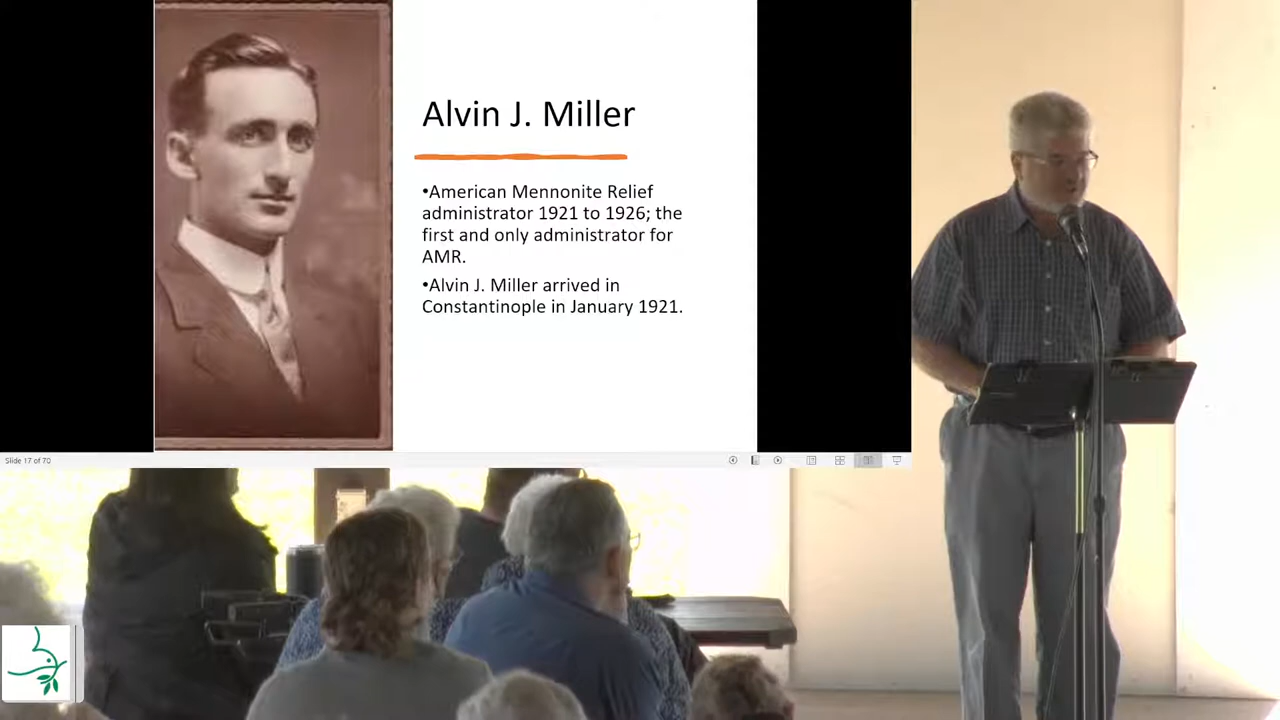 Alvin J. Miller
•American Mennonite Relief
administrator 1921 to 1926; the
first and only administrator for
AMR.
•Alvin J. Miller arrived in
Constantinople in January 1921.
Slide 17 of 70